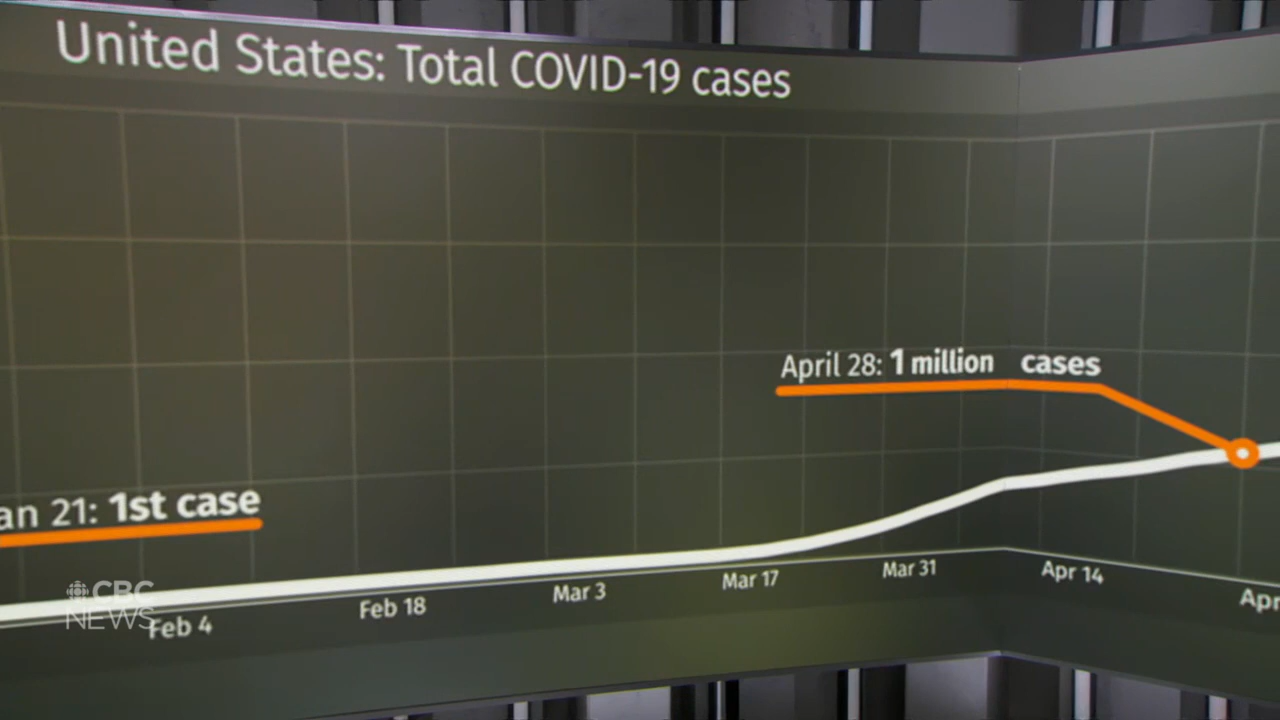 United States: Total COVID-19 cases
April 28: 1 million cases
an 21: 1st case
CBC
NEWS
Feb 4
Feb 18
Mar 3
Mar 17
Mar 31
Apr 14
Apr